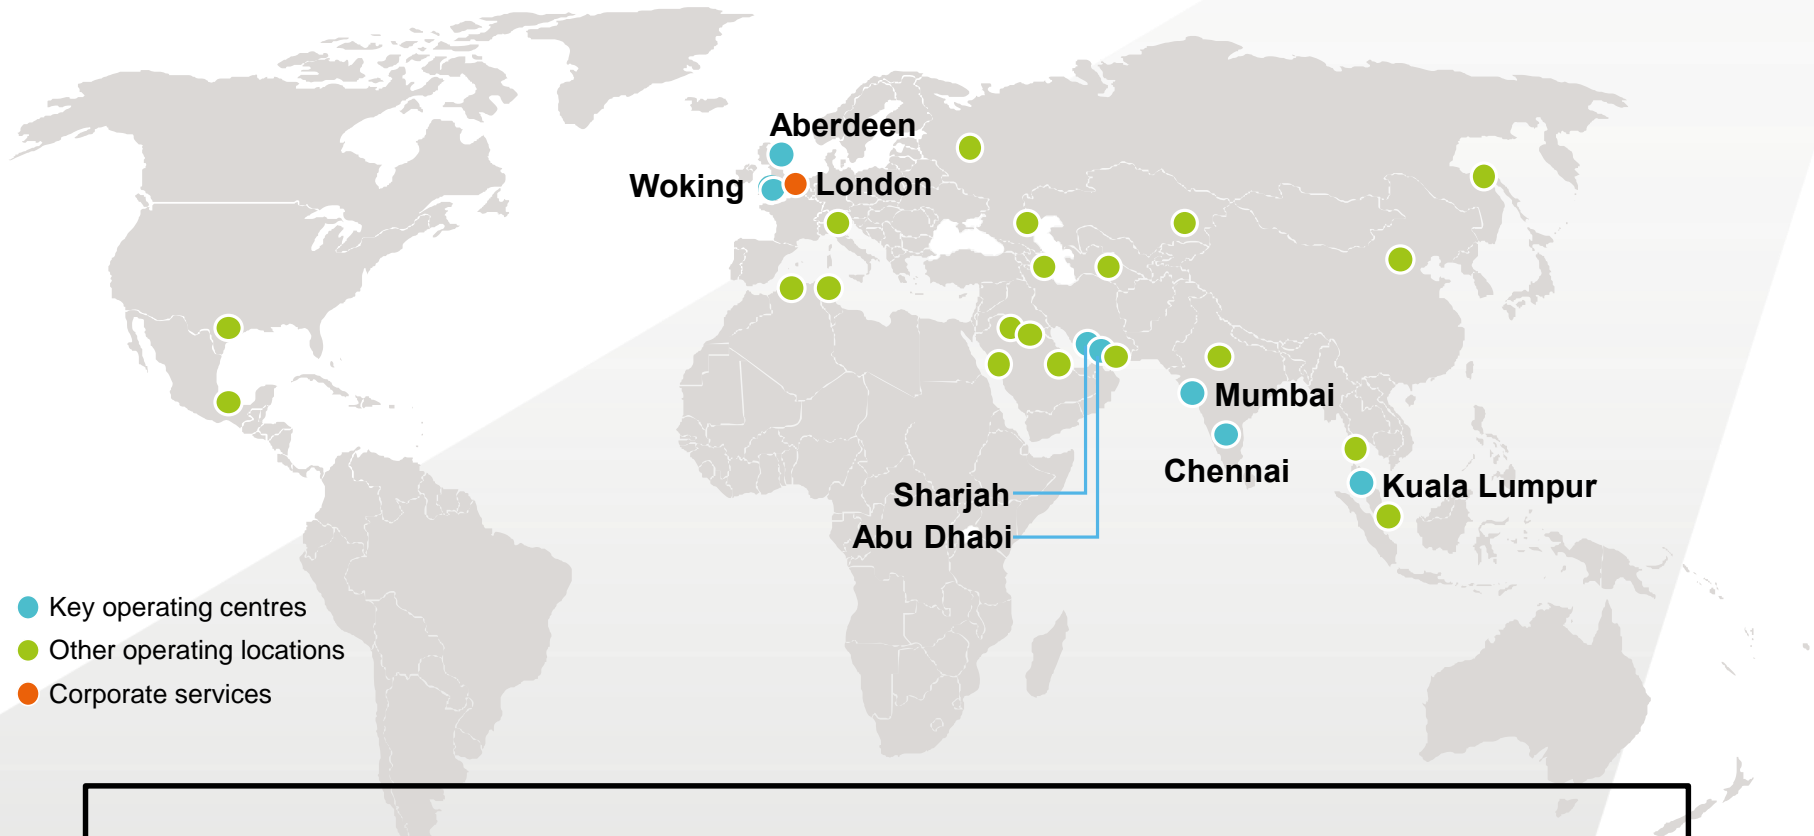 Aberdeen
Woking
London
Mumbai
Chennai
Sharjah
Kuala Lumpur
Abu Dhabi
Key operating centres
Other operating locations
Corporate services